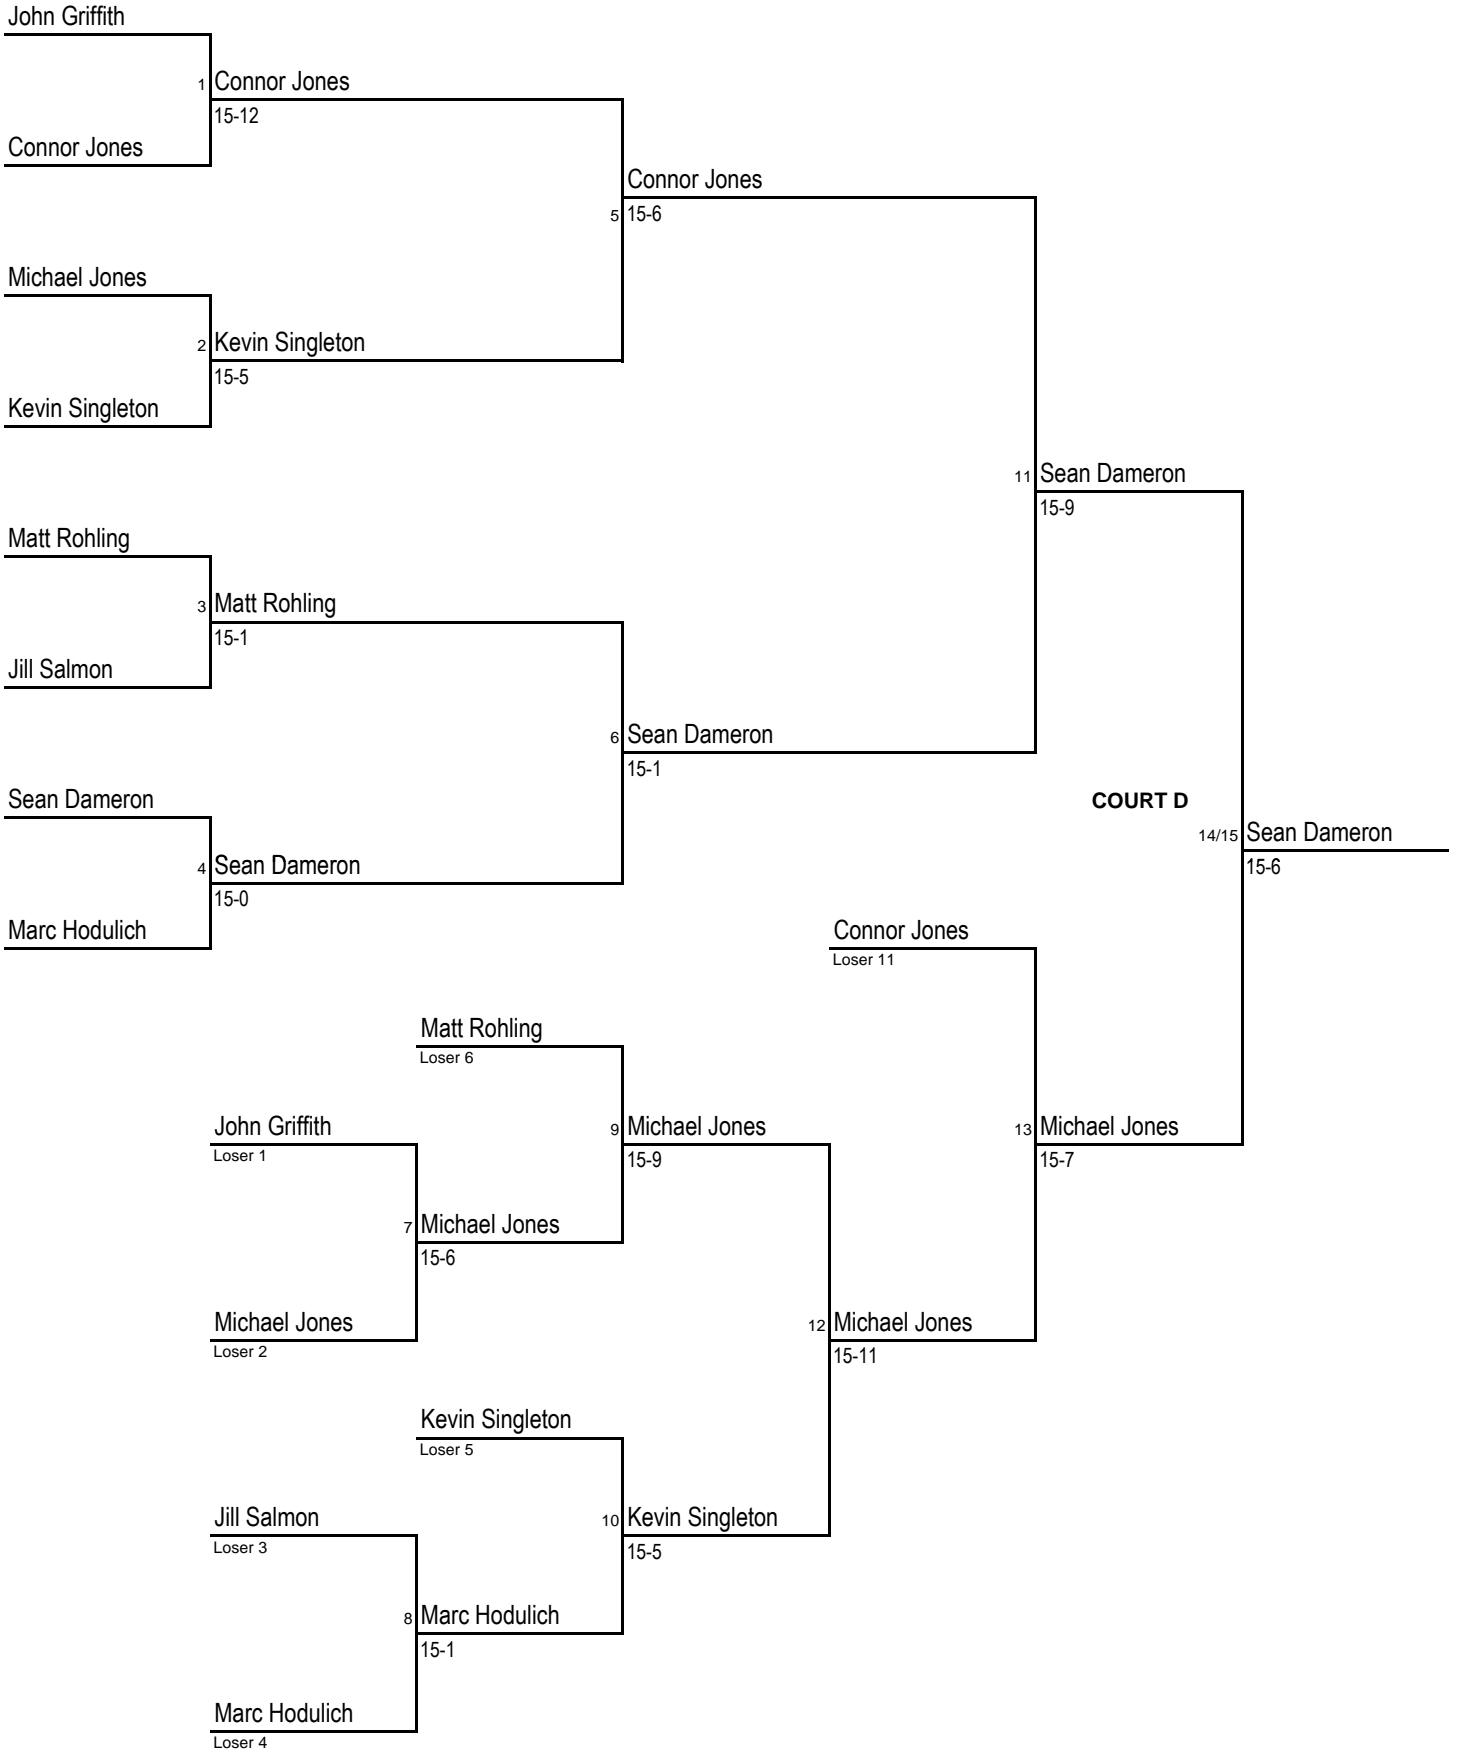 John Griffith
1 Connor Jones
15-12
Connor Jones
Connor Jones
5 15-6
Michael Jones
2 Kevin Singleton
15-5
Kevin Singleton
11 Sean Dameron
15-9
Matt Rohling
3 Matt Rohling
15-1
Jill Salmon
6 Sean Dameron
15-1
Sean Dameron
COURT D
14/15 Sean Dameron
15-6
4 Sean Dameron
15-0
Marc Hodulich
Connor Jones
Loser 11
Matt Rohling
Loser 6
John Griffith
Loser 1
9 Michael Jones
15-9
13 Michael Jones
15-7
7 Michael Jones
15-6
Michael Jones
Loser 2
12 Michael Jones
15-11
Kevin Singleton
Loser 5
Jill Salmon
Loser 3
10 Kevin Singleton
15-5
8 Marc Hodulich
15-1
Marc Hodulich
Loser 4